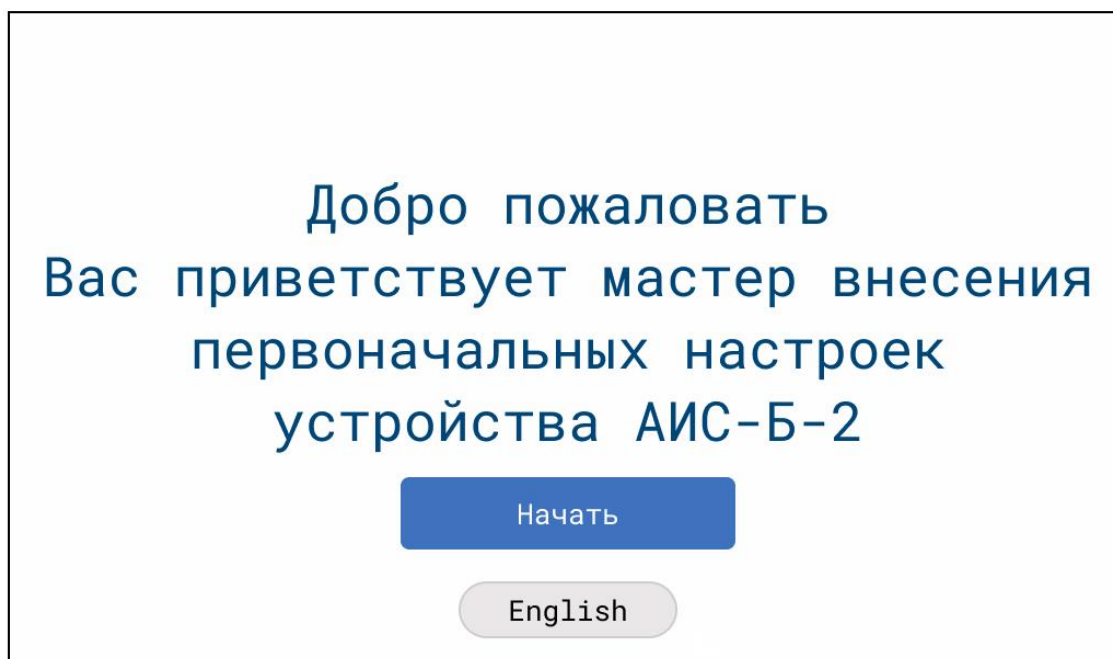 Добро пожаловать
Вас приветствует мастер внесения
первоначальных настроек
устройства АИС-Б-2
Начать
English